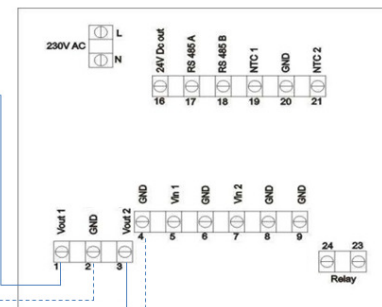 230V AC
L
N
24V Dc out
RS 485 A
RS 485 B
NTC 1
GND
NTC 2
16 17 18 19 20 21
Vout 1
GND
Vout 2
GND
Vin 1
GND
Vin 2
GND
GND
1 2 3 4 5 6 7 8 9
24 23
Relay